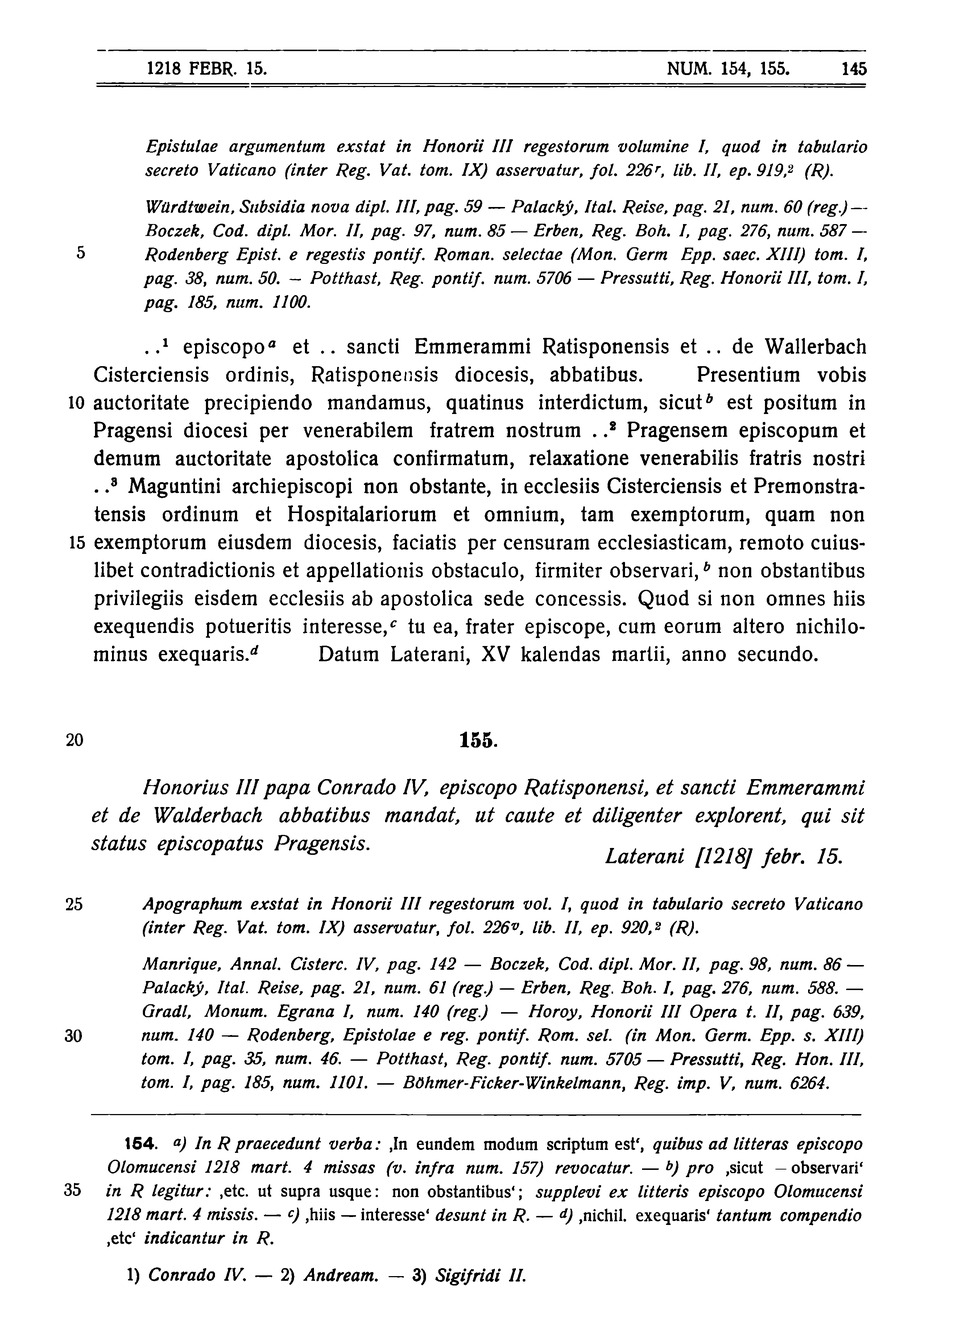 1218 FEBR. 15. NUM. 154, 155. 145
Epistulae argumentum exstat in Honorii III regestorum volumine I, quod in tabulario
secreto Vaticano (inter Reg. Vat. tom. IX) asservatur, fol. 226ʳ, lib. II, ep. 919,² (R).
Würdtwein, Subsidia nova dipl. III, pag. 59 — Palacký, Ital. Reise, pag. 21, num. 60 (reg.) —
Boczek, Cod. dipl. Mor. II, pag. 97, num. 85 — Erben, Reg. Boh. I, pag. 276, num. 587 —
5 Rodenberg Epist. e regestis pontif. Roman. selectae (Mon. Germ Epp. saec. XIII) tom. I,
pag. 38, num. 50. — Potthast, Reg. pontif. num. 5706 — Pressutti, Reg. Honorii III, tom. I,
pag. 185, num. 1100.
. .¹ episcopoᵃ et . . sancti Emmerammi Ratisponensis et . . de Wallerbach
Cisterciensis ordinis, Ratisponensis diocesis, abbatibus. Presentium vobis
10 auctoritate precipiendo mandamus, quatinus interdictum, sicutᵇ est positum in
Pragensi diocesi per venerabilem fratrem nostrum . .² Pragensem episcopum et
demum auctoritate apostolica confirmatum, relaxatione venerabilis fratris nostri
. .³ Maguntini archiepiscopi non obstante, in ecclesiis Cisterciensis et Premonstra-
tensis ordinum et Hospitalariorum et omnium, tam exemptorum, quam non
15 exemptorum eiusdem diocesis, faciatis per censuram ecclesiasticam, remoto cuius-
libet contradictionis et appellationis obstaculo, firmiter observari,ᵇ non obstantibus
privilegiis eisdem ecclesiis ab apostolica sede concessis. Quod si non omnes hiis
exequendis potueritis interesse,ᶜ tu ea, frater episcope, cum eorum altero nichilo-
minus exequaris.ᵈ Datum Laterani, XV kalendas martii, anno secundo.
20 155.
Honorius III papa Conrado IV, episcopo Ratisponensi, et sancti Emmerammi
et de Walderbach abbatibus mandat, ut caute et diligenter explorent, qui sit
status episcopatus Pragensis.
Laterani [1218] febr. 15.
25 Apographum exstat in Honorii III regestorum vol. I, quod in tabulario secreto Vaticano
(inter Reg. Vat. tom. IX) asservatur, fol. 226ᵛ, lib. II, ep. 920,² (R).
Manrique, Annal. Cisterc. IV, pag. 142 — Boczek, Cod. dipl. Mor. II, pag. 98, num. 86 —
Palacký, Ital. Reise, pag. 21, num. 61 (reg.) — Erben, Reg. Boh. I, pag. 276, num. 588. —
Gradl, Monum. Egrana I, num. 140 (reg.) — Horoy, Honorii III Opera t. II, pag. 639,
30 num. 140 — Rodenberg, Epistolae e reg. pontif. Rom. sel. (in Mon. Germ. Epp. s. XIII)
tom. I, pag. 35, num. 46. — Potthast, Reg. pontif. num. 5705 — Pressutti, Reg. Hon. III,
tom. I, pag. 185, num. 1101. — Böhmer-Ficker-Winkelmann, Reg. imp. V, num. 6264.
154. a) In R praecedunt verba: ‚In eundem modum scriptum est‘, quibus ad litteras episcopo
Olomucensi 1218 mart. 4 missas (v. infra num. 157) revocatur. — b) pro ‚sicut — observari‘
35 in R legitur: ‚etc. ut supra usque: non obstantibus‘; supplevi ex litteris episcopo Olomucensi
1218 mart. 4 missis. — c) ‚hiis — interesse‘ desunt in R. — d) ‚nichil. exequaris‘ tantum compendio
‚etc‘ indicantur in R.
1) Conrado IV. — 2) Andream. — 3) Sigifridi II.